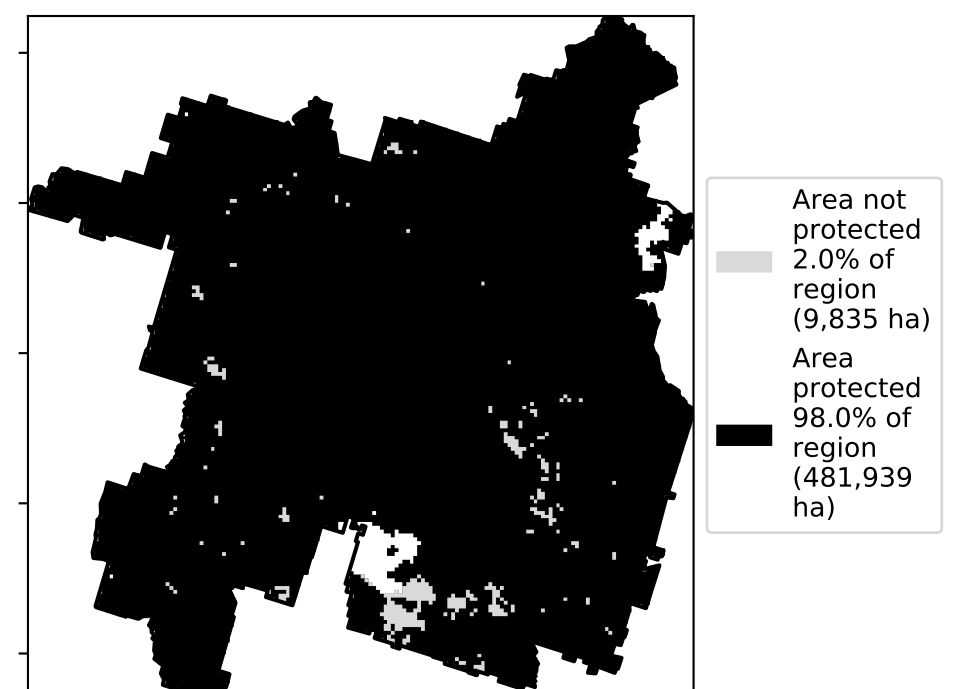 Area not
protected
2.0% of
region
(9,835 ha)
Area
protected
98.0% of
region
(481,939
ha)